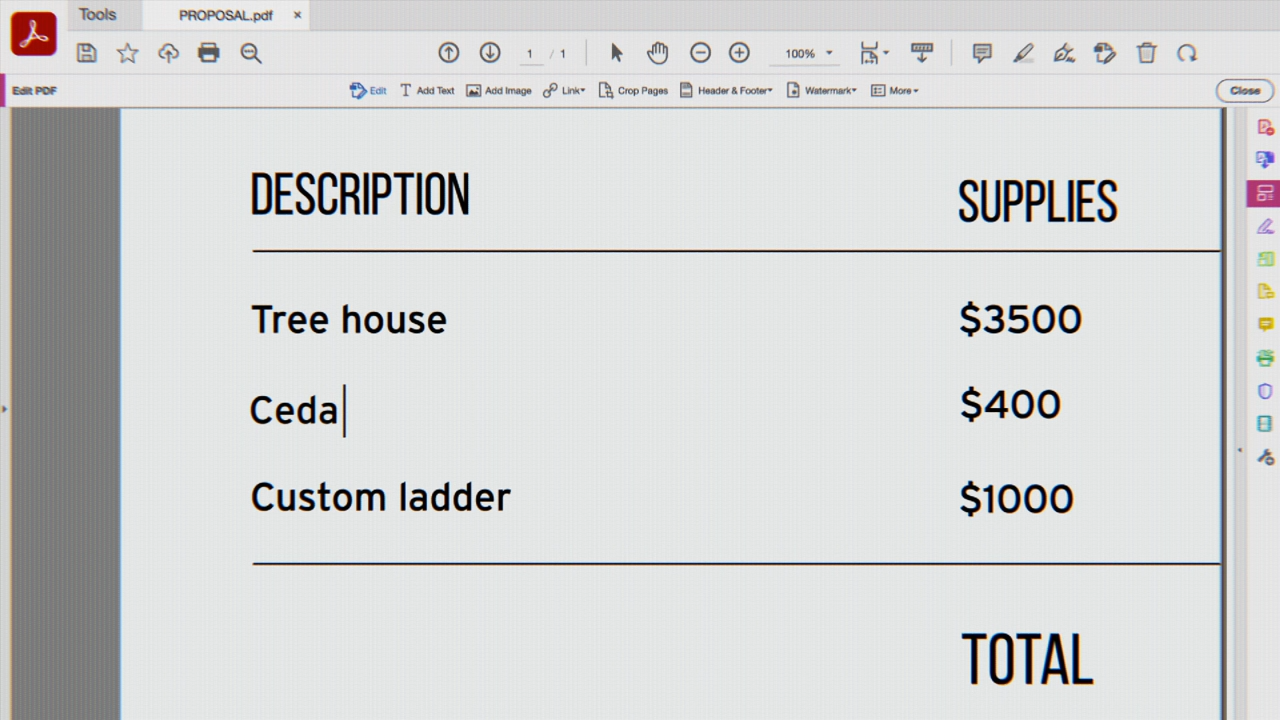 Tools
PROPOSAL.pdf
1 / 1
100%
Edit PDF
Edit
Add Text
Add Image
Link
Crop Pages
Header & Footer
Watermark
More
Close
DESCRIPTION
SUPPLIES
Tree house
$3500
Ceda
$400
Custom ladder
$1000
TOTAL